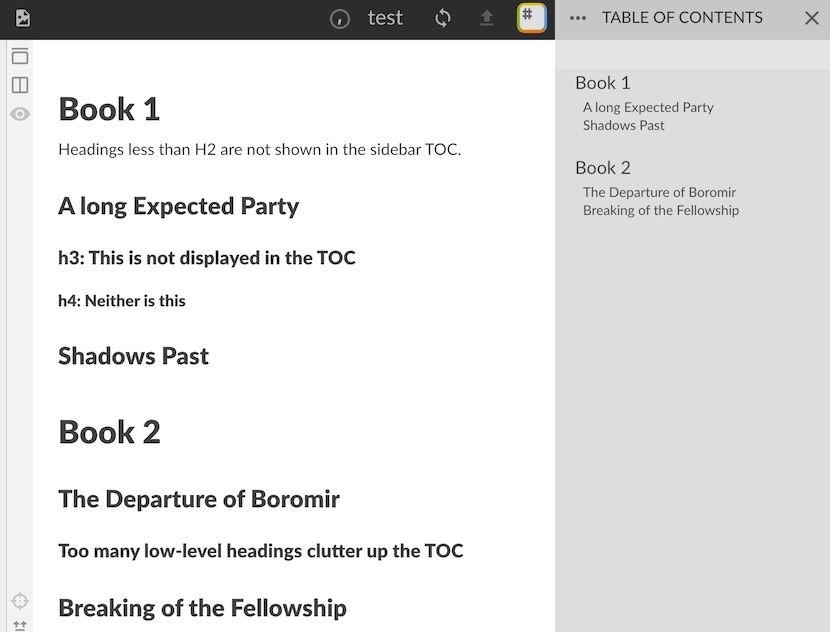 test
#
TABLE OF CONTENTS
Book 1
Headings less than H2 are not shown in the sidebar TOC.
A long Expected Party
h3: This is not displayed in the TOC
h4: Neither is this
Shadows Past
Book 2
The Departure of Boromir
Too many low-level headings clutter up the TOC
Breaking of the Fellowship
Book 1
A long Expected Party
Shadows Past
Book 2
The Departure of Boromir
Breaking of the Fellowship